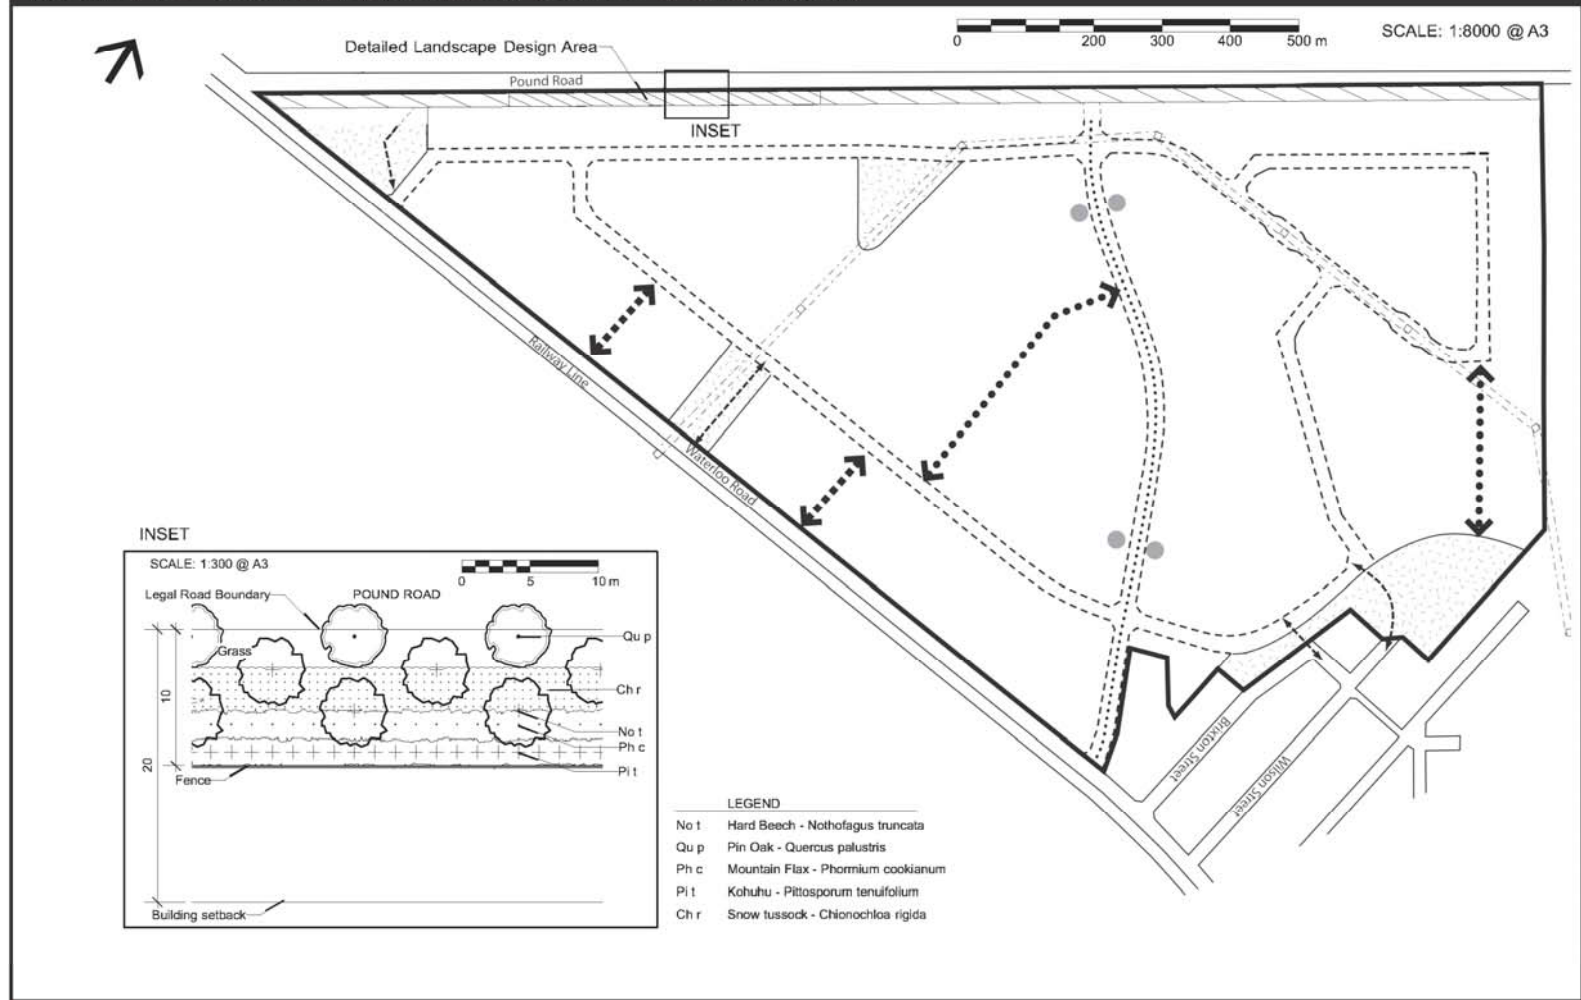 Detailed Landscape Design Area
0 200 300 400 500 m
SCALE: 1:8000 @ A3
Pound Road
INSET
Railway Line
Waterloo Road
Brixton Street
Wilson Street
INSET
SCALE: 1:300 @ A3
0 5 10 m
Legal Road Boundary
POUND ROAD
Qu p
Grass
Ch r
10
No t
Ph c
20
Pi t
Fence
Building setback
LEGEND
No t Hard Beech - Nothofagus truncata
Qu p Pin Oak - Quercus palustris
Ph c Mountain Flax - Phormium cookianum
Pi t Kohuhu - Pittosporum tenuifolium
Ch r Snow tussock - Chionochloa rigida